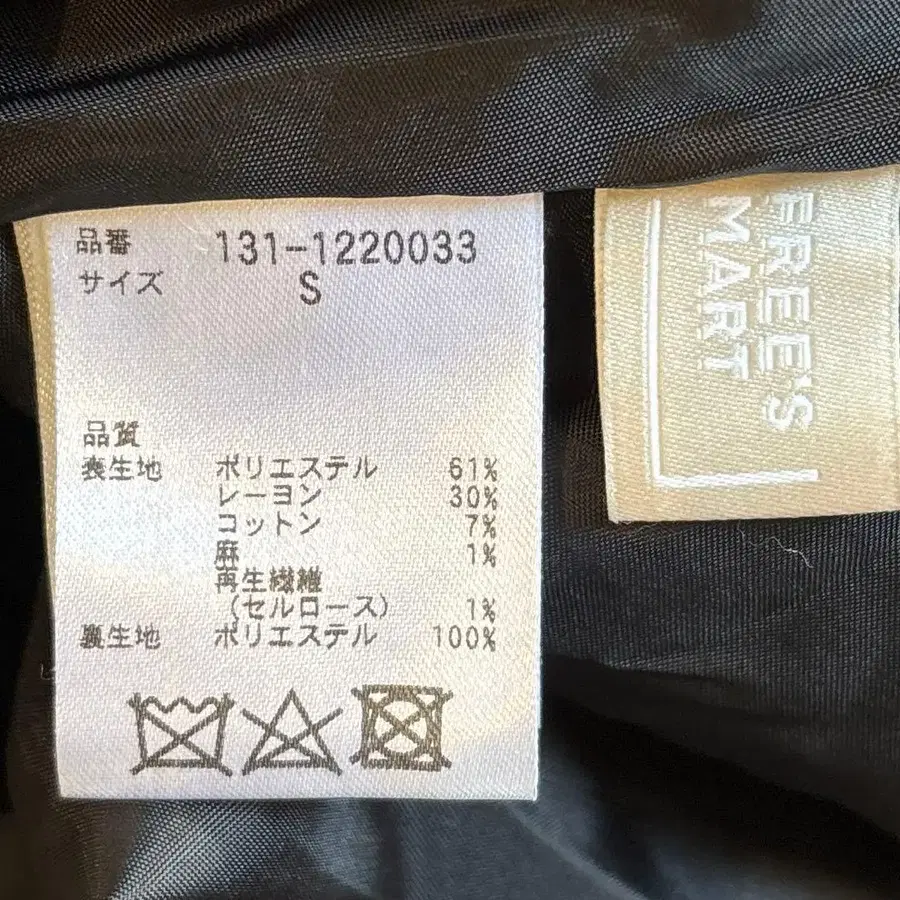 品番 131-1220033
サイズ S
品質
表生地 ポリエステル 61%
レーヨン 30%
コットン 7%
麻 1%
再生繊維
(セルロース) 1%
裏生地 ポリエステル 100%
FREE'S
MART